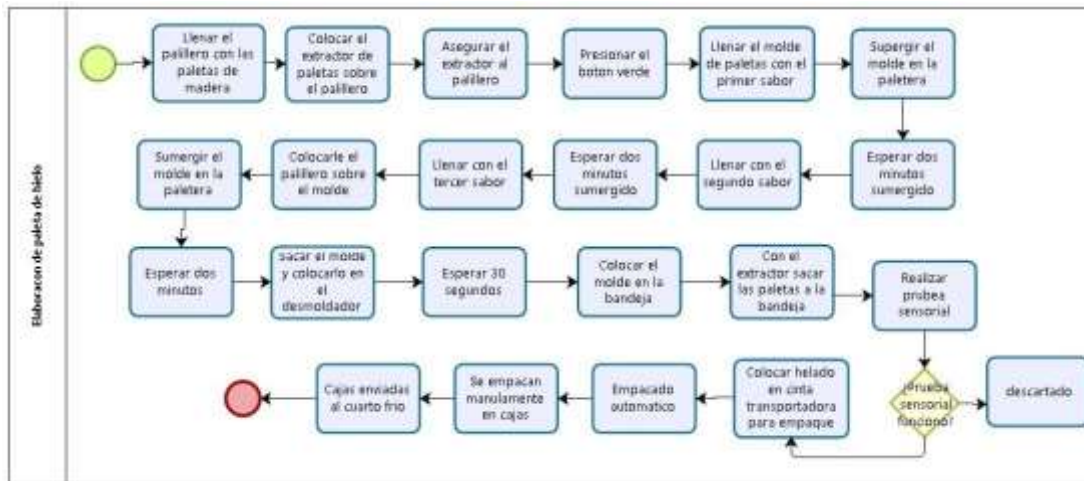 Elaboracon de paleta de hielo
Llenar el
palillero con las
paletas de
madera
Colocar el
extractor de
paletas sobre
el palillero
Asegurar el
extractor al
palillero
Presionar el
boton verde
Llenar el molde
de paletas con el
primer sabor
Supergir el
molde en la
paletera
Esperar dos
minutos
sumergido
Llenar con el
segundo sabor
Esperar dos
minutos
sumergido
Llenar con el
tercer sabor
Colocarle el
palillero sobre
el molde
Sumergir el
molde en la
paletera
Esperar dos
minutos
Sacar el molde
y colocarlo en
el
desmoldador
Esperar 30
segundos
Colocar el
molde en la
bandeja
Con el
extractor sacar
las paletas a la
bandeja
Realizar
prubea
sensorial
¿Prueba
sensorial
funciono?
descartado
Colocar helado
en cinta
transportadora
para empaque
Empacado
automatico
Se empacan
manulamente
en cajas
Cajas enviadas
al cuarto frio